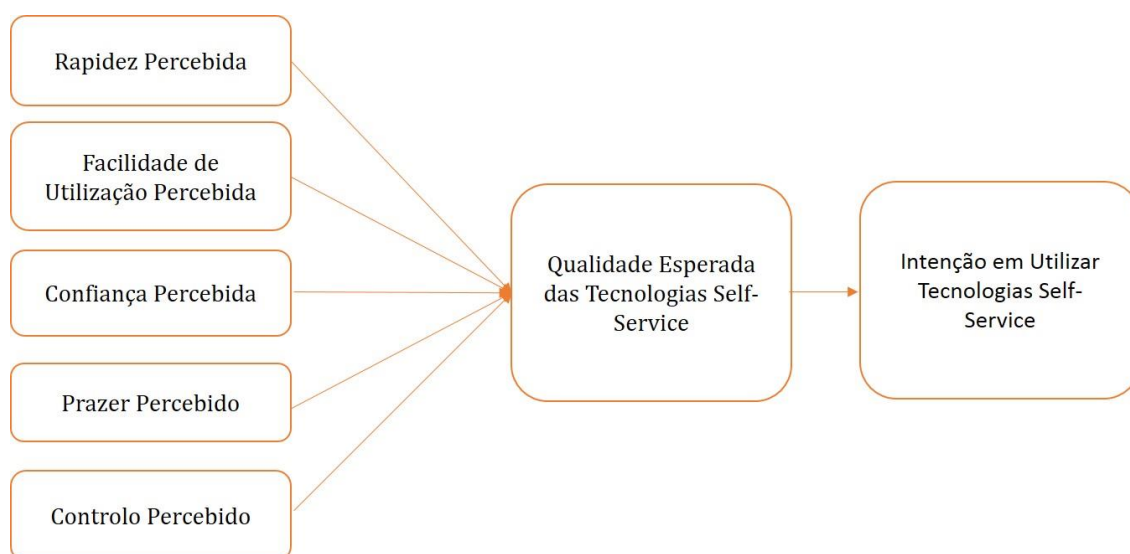 Rapidez Percebida
Facilidade de
Utilização Percebida
Confiança Percebida
Prazer Percebido
Controlo Percebido
Qualidade Esperada
das Tecnologias Self-
Service
Intenção em Utilizar
Tecnologias Self-
Service